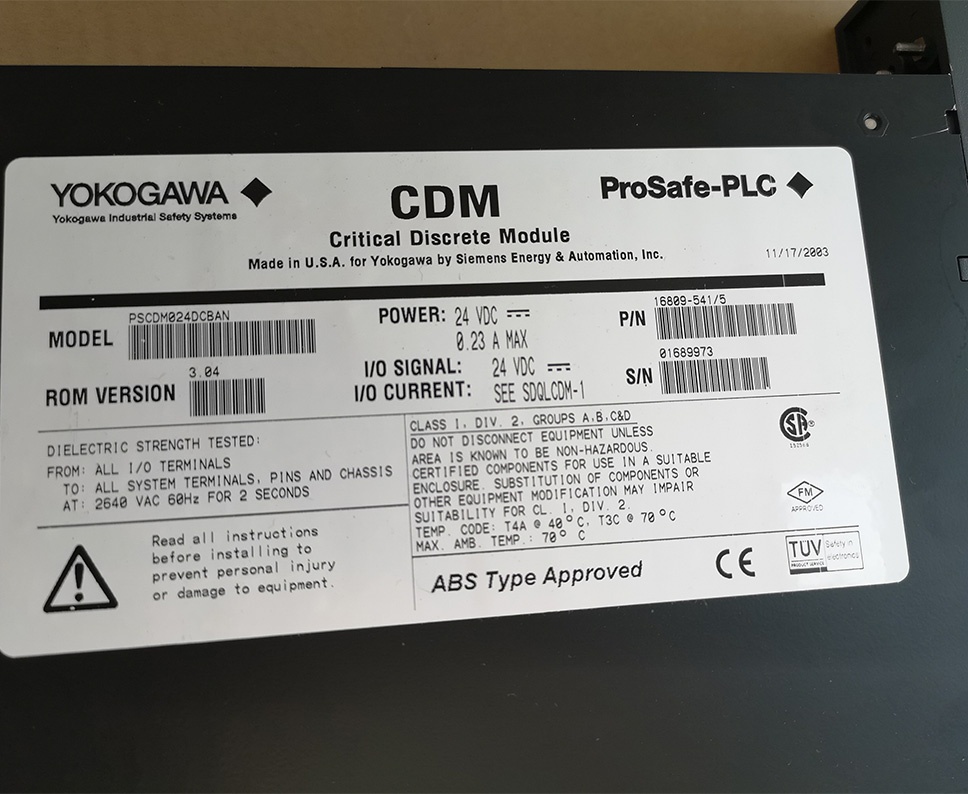 YOKOGAWA
Yokogawa Industrial Safety Systems
CDM
Critical Discrete Module
Made in U.S.A. for Yokogawa by Siemens Energy & Automation, Inc.
ProSafe-PLC
11/17/2003
MODEL
PSCDM024DCBAN
ROM VERSION
3.04
POWER: 24 VDC
0.23 A MAX
I/O SIGNAL: 24 VDC
I/O CURRENT: SEE SDQLCDM-1
P/N
16809-541/5
S/N
01689973
DIELECTRIC STRENGTH TESTED:
FROM: ALL I/O TERMINALS
TO: ALL SYSTEM TERMINALS, PINS AND CHASSIS
AT: 2640 VAC 60Hz FOR 2 SECONDS
CLASS I, DIV. 2, GROUPS A,B,C&D
DO NOT DISCONNECT EQUIPMENT UNLESS
AREA IS KNOWN TO BE NON-HAZARDOUS.
CERTIFIED COMPONENTS FOR USE IN A SUITABLE
ENCLOSURE. SUBSTITUTION OF COMPONENTS OR
OTHER EQUIPMENT MODIFICATION MAY IMPAIR
SUITABILITY FOR CL. I, DIV. 2.
TEMP. CODE: T4A @ 40°C, T3C @ 70°C
MAX. AMB. TEMP.: 70° C
SA®
FM
APPROVED
Read all instructions
before installing to
prevent personal injury
or damage to equipment.
ABS Type Approved
CE
TÜV
PRODUCT SERVICE
Safety in
electronics